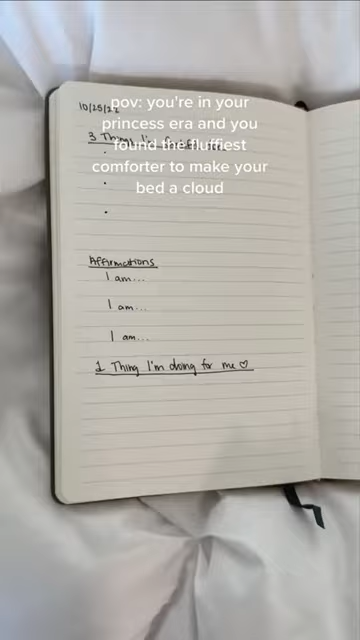 10/25/22
pov: you're in your
princess era and you
found the fluffiest
comforter to make your
bed a cloud
3 Things I'm
Affirmations
I am...
I am...
I am...
1 Thing I'm doing for me ♡